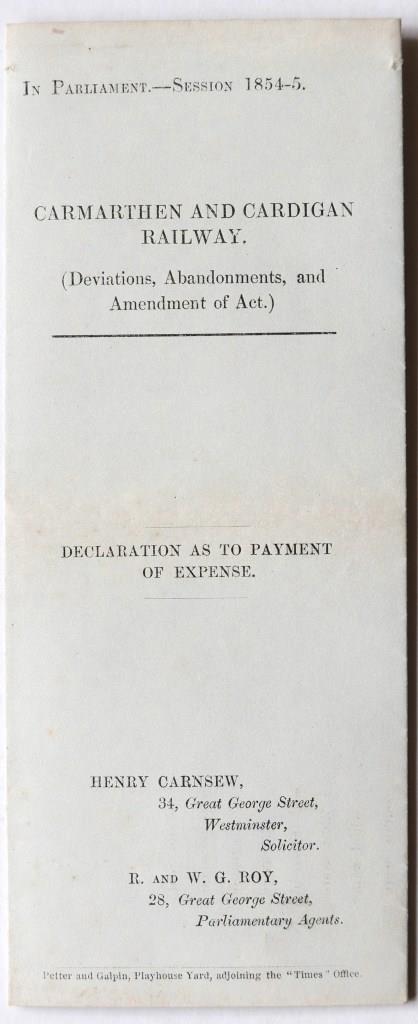 In Parliament.—Session 1854-5.
CARMARTHEN AND CARDIGAN
RAILWAY.
(Deviations, Abandonments, and
Amendment of Act.)
DECLARATION AS TO PAYMENT
OF EXPENSE.
HENRY CARNSEW,
34, Great George Street,
Westminster,
Solicitor.
R. AND W. G. ROY,
28, Great George Street,
Parliamentary Agents.
Petter and Galpin, Playhouse Yard, adjoining the "Times" Office.